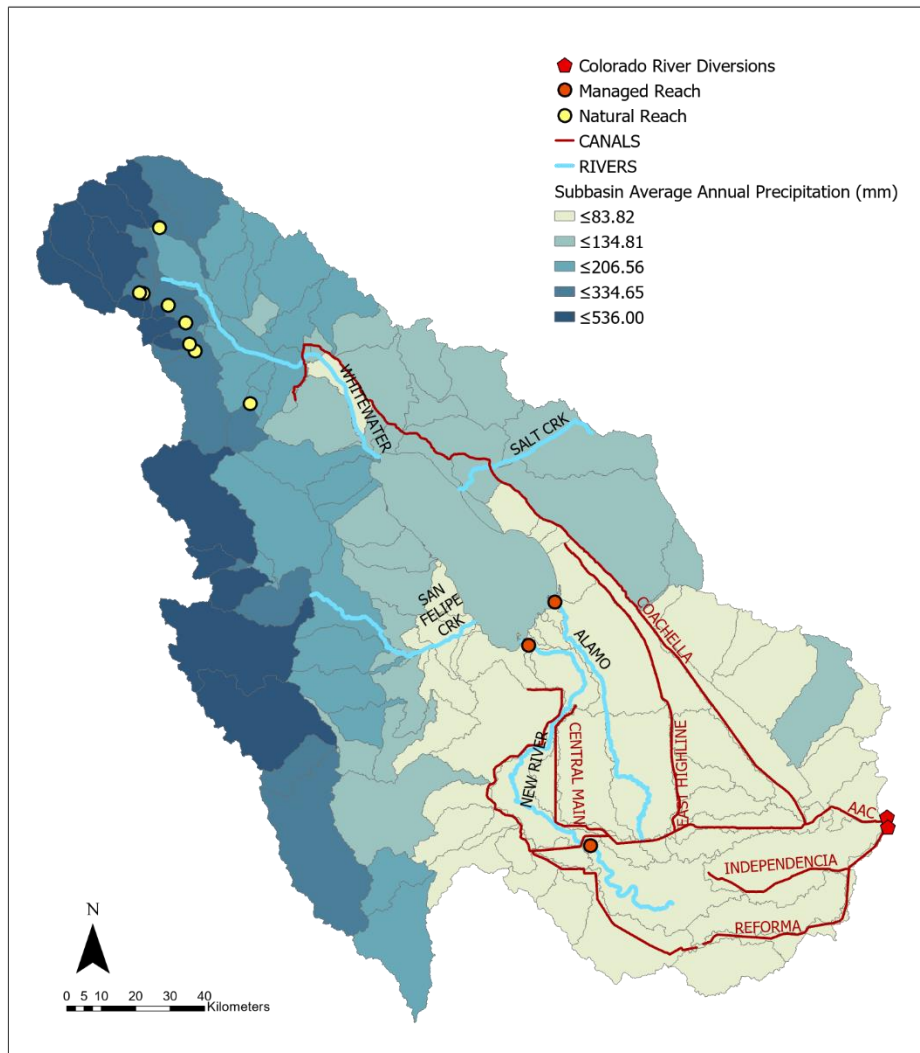 Colorado River Diversions
Managed Reach
Natural Reach
CANALS
RIVERS
Subbasin Average Annual Precipitation (mm)
≤83.82
≤134.81
≤206.56
≤334.65
≤536.00
WHITEWATER
SALT CRK
SAN
FELIPE
CRK
COACHELLA
ALAMO
NEW RIVER
CENTRAL MAIN
EAST HIGHLINE
AAC
INDEPENDENCIA
REFORMA
N
0 5 10 20 30 40
Kilometers